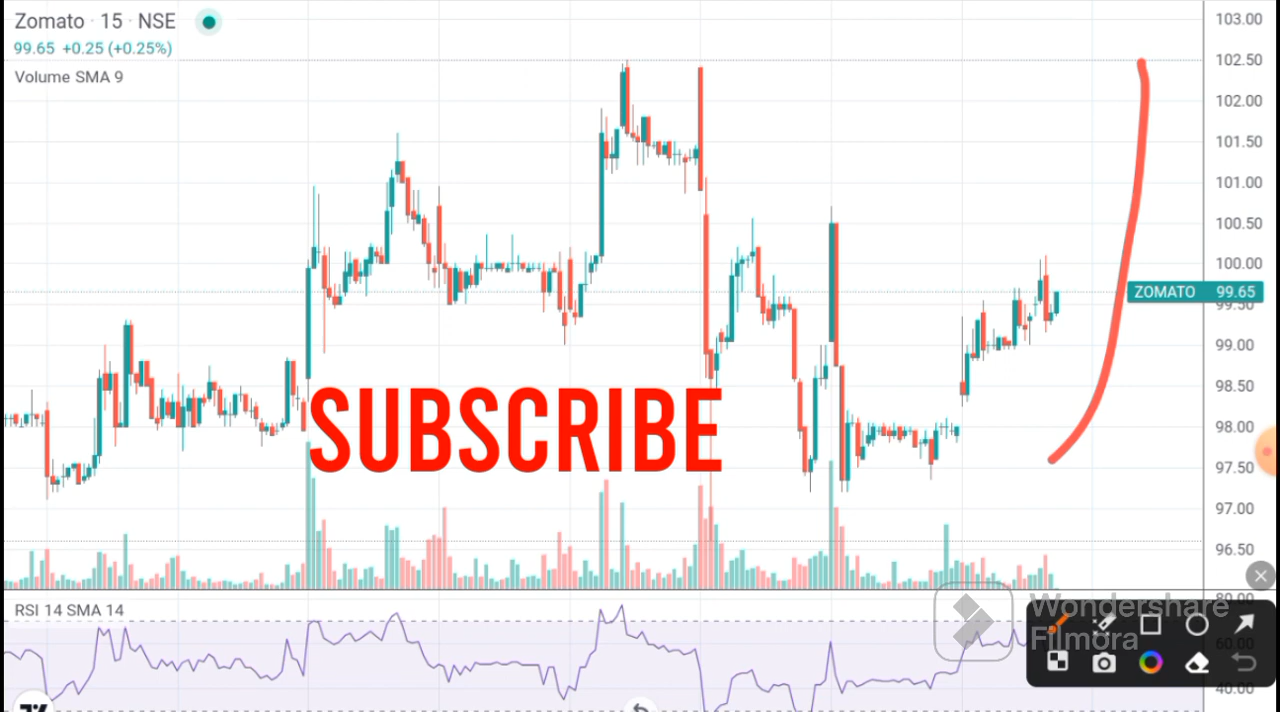 Zomato · 15 · NSE
99.65 +0.25 (+0.25%)
Volume SMA 9
103.00
102.50
102.00
101.50
101.00
100.50
100.00
ZOMATO 99.65
99.50
99.00
98.50
98.00
97.50
97.00
96.50
SUBSCRIBE
RSI 14 SMA 14
80.00
60.00
40.00
Wondershare
Filmora